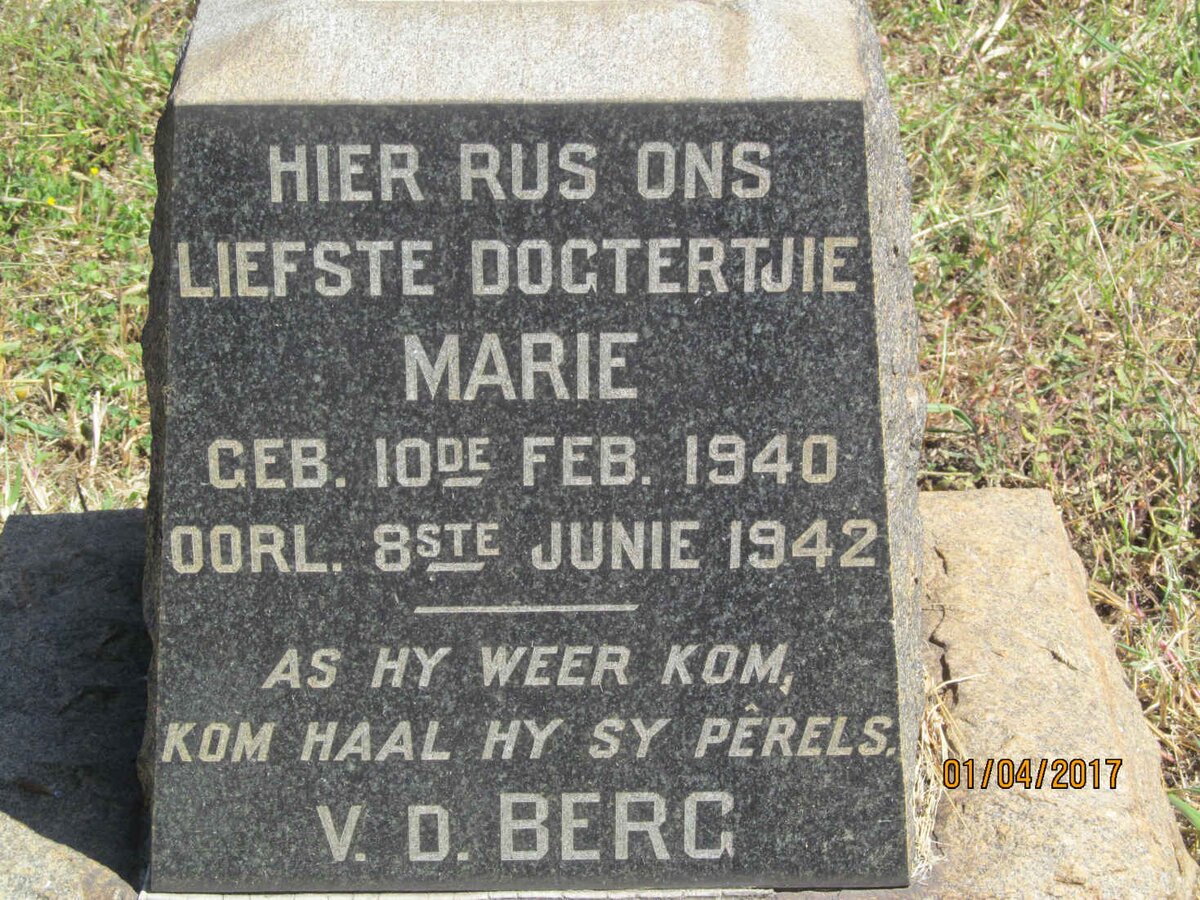 HIER RUS ONS
LIEFSTE DOGTERTJIE
MARIE
GEB. 10DE FEB. 1940
OORL. 8STE JUNIE 1942
AS HY WEER KOM,
KOM HAAL HY SY PÊRELS.
V. D. BERG
01/04/2017